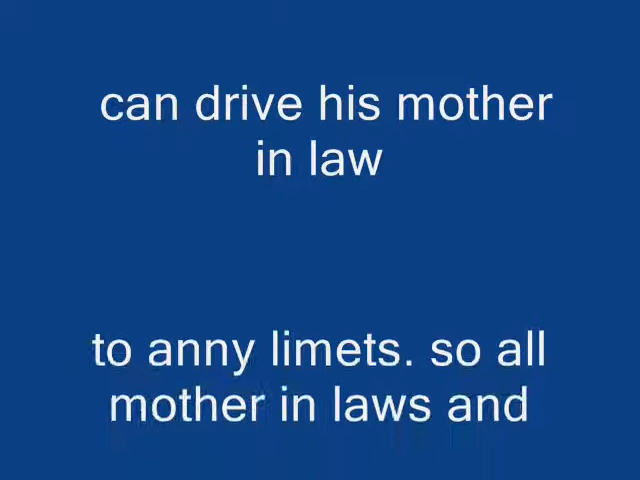 can drive his mother
in law
to anny limets. so all
mother in laws and